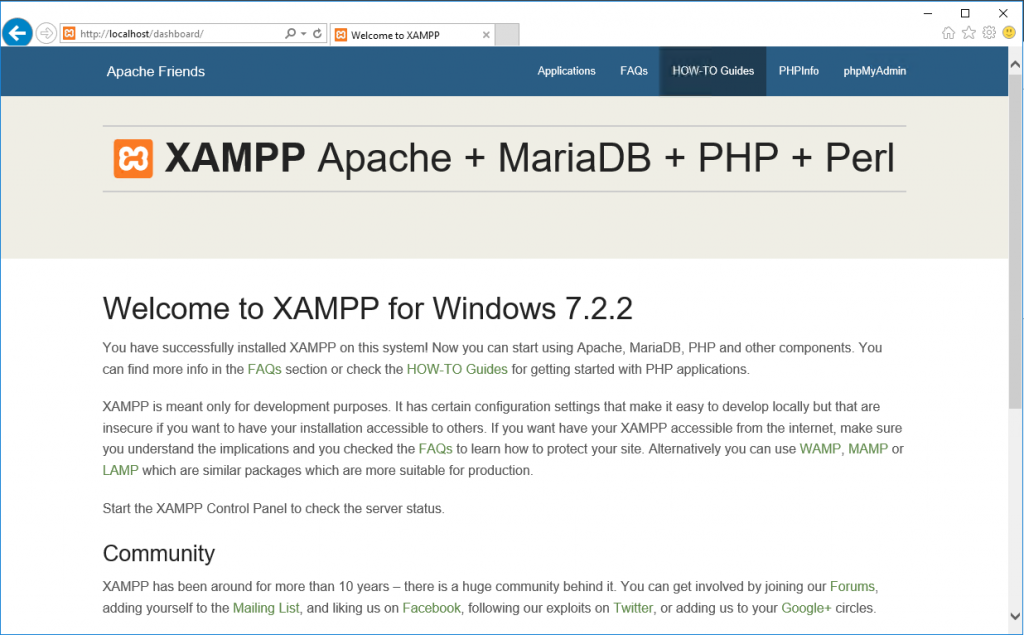 http://localhost/dashboard/
Welcome to XAMPP
Apache Friends
Applications
FAQs
HOW-TO Guides
PHPInfo
phpMyAdmin
XAMPP Apache + MariaDB + PHP + Perl
Welcome to XAMPP for Windows 7.2.2
You have successfully installed XAMPP on this system! Now you can start using Apache, MariaDB, PHP and other components. You
can find more info in the FAQs section or check the HOW-TO Guides for getting started with PHP applications.
XAMPP is meant only for development purposes. It has certain configuration settings that make it easy to develop locally but that are
insecure if you want to have your installation accessible to others. If you want have your XAMPP accessible from the internet, make sure
you understand the implications and you checked the FAQs to learn how to protect your site. Alternatively you can use WAMP, MAMP or
LAMP which are similar packages which are more suitable for production.
Start the XAMPP Control Panel to check the server status.
Community
XAMPP has been around for more than 10 years – there is a huge community behind it. You can get involved by joining our Forums,
adding yourself to the Mailing List, and liking us on Facebook, following our exploits on Twitter, or adding us to your Google+ circles.